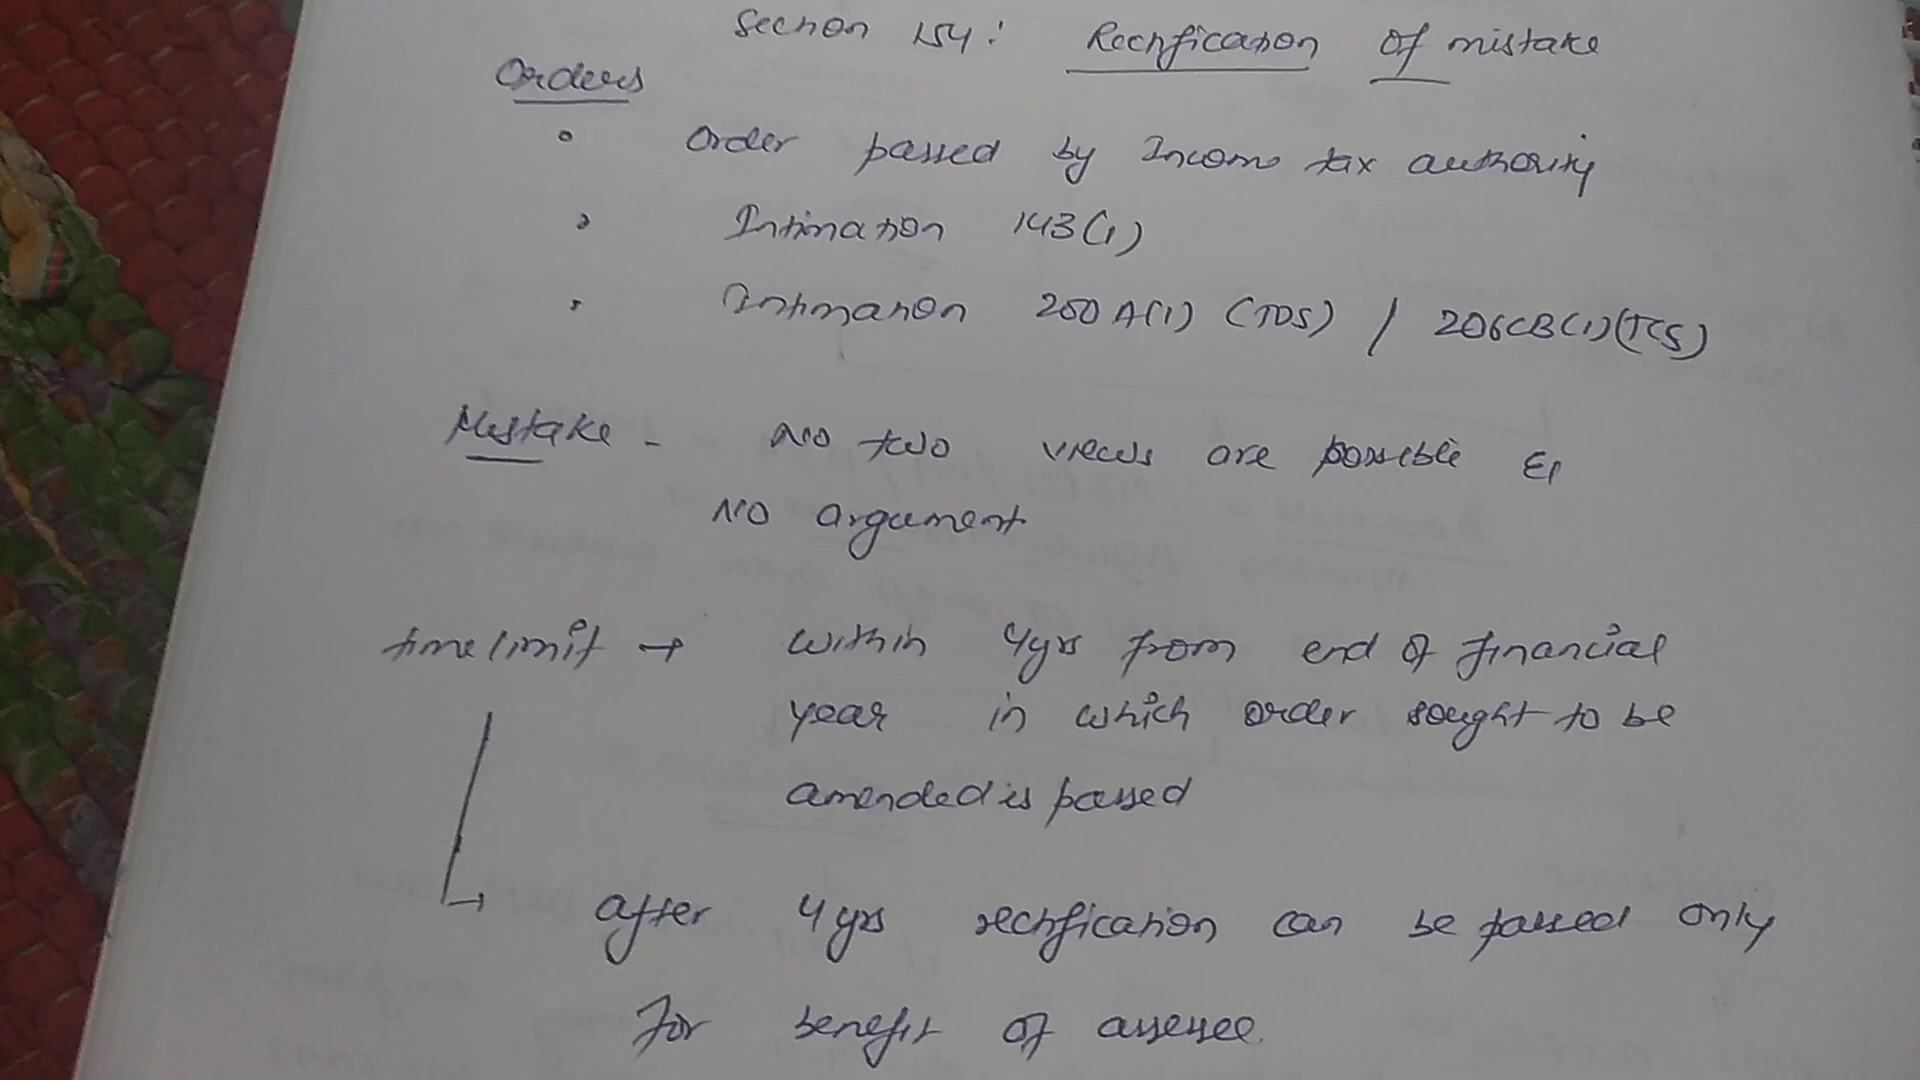 Section 154: Rectification of mistake
Orders
° Order passed by Income tax authority
Intimation 143(1)
Intimation 200A(1) (TDS) / 206CB(1)(TCS)
Mistake - No two views are possible &
No argument
time limit → within 4yrs from end of financial
year in which order sought to be
amended is passed
after 4 yrs rectification can be passed only
For benefit of assessee.